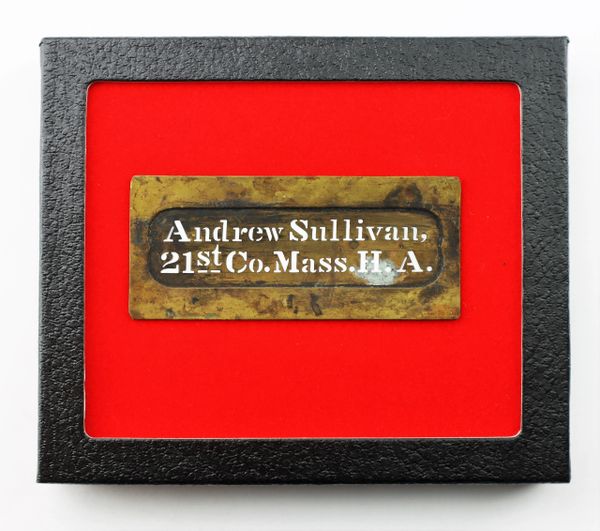 Andrew Sullivan,
21st Co. Mass. H. A.